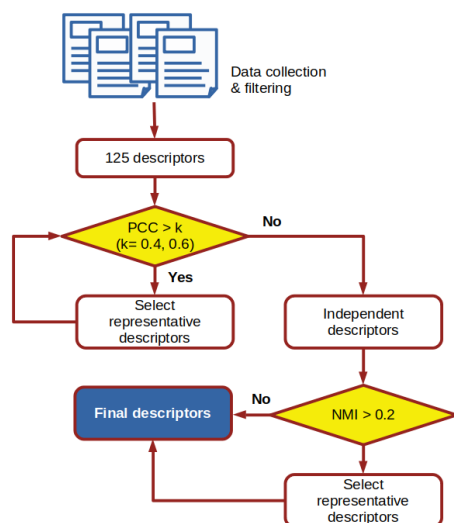 Data collection
& filtering
125 descriptors
PCC > k
(k= 0.4, 0.6)
No
Yes
Select
representative
descriptors
Independent
descriptors
No
Final descriptors
NMI > 0.2
Select
representative
descriptors